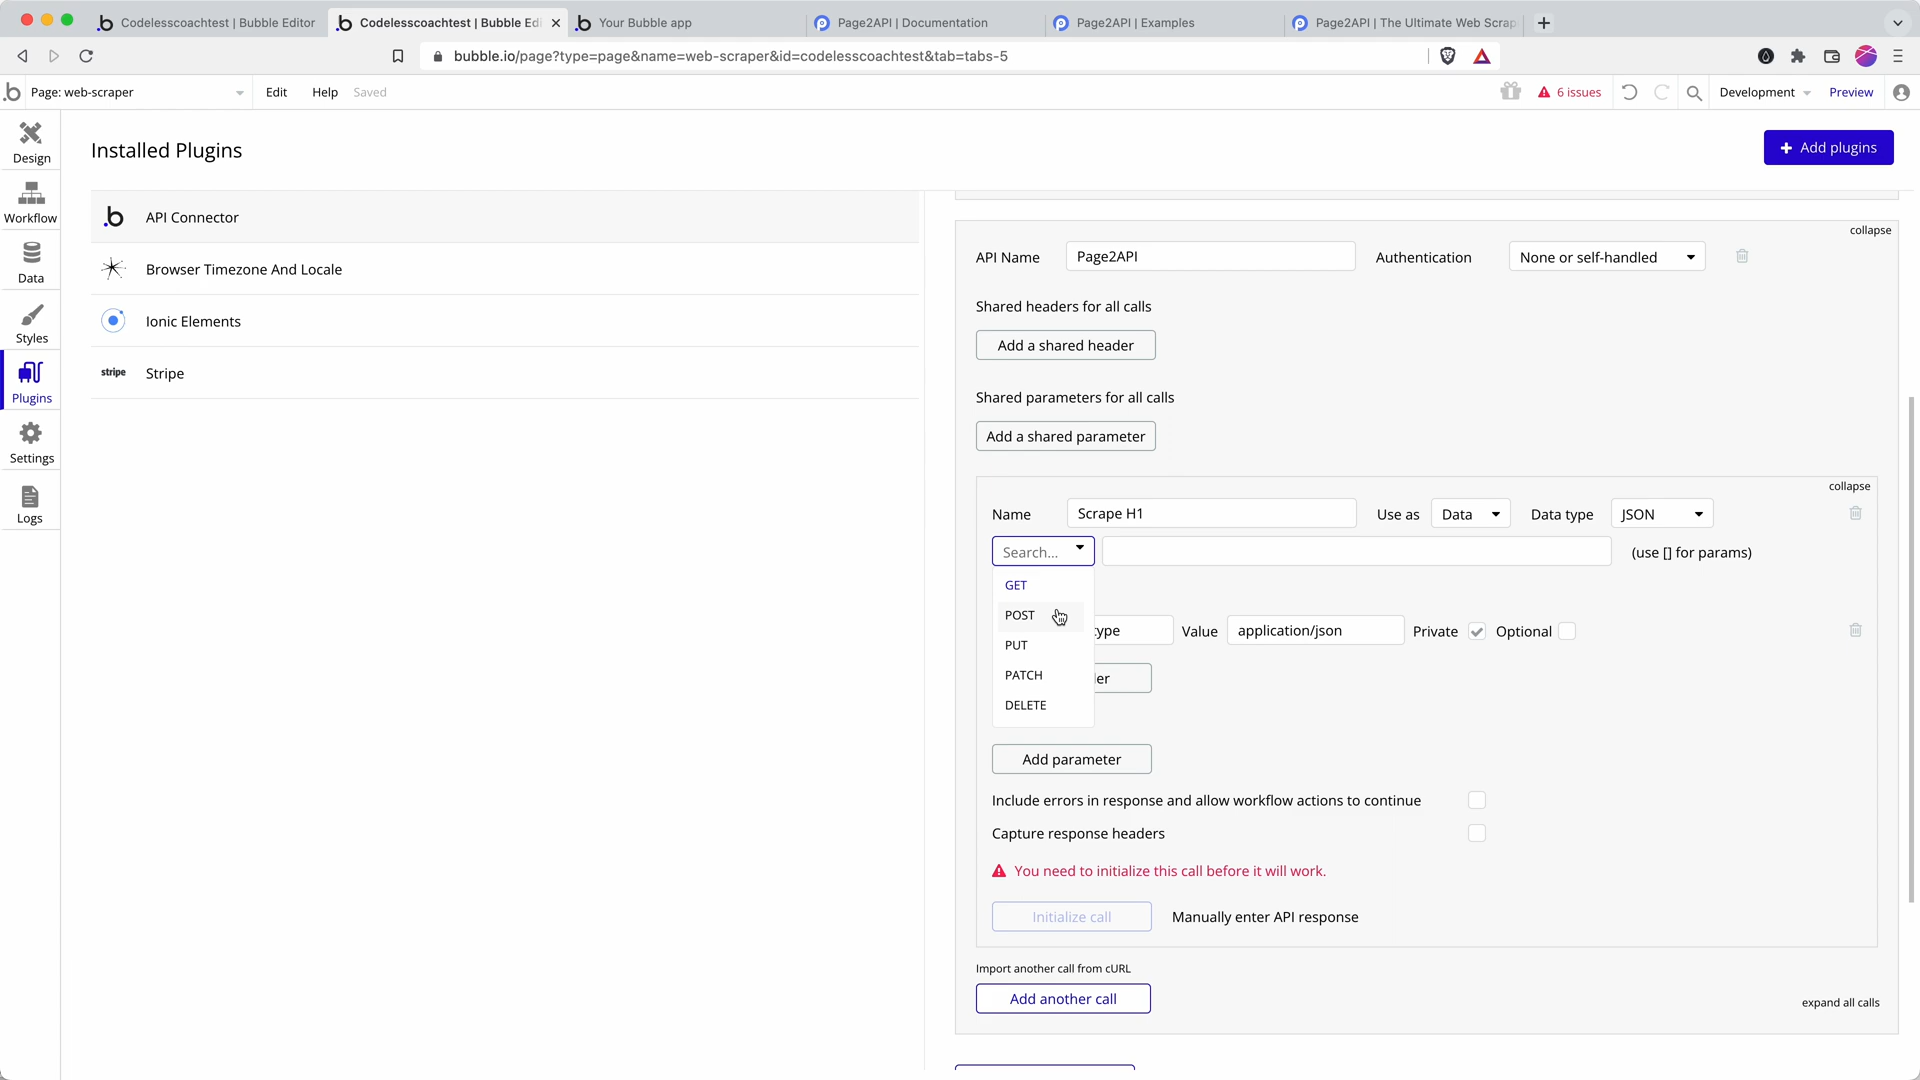 Codelesscoachtest | Bubble Editor
Codelesscoachtest | Bubble Edi
Your Bubble app
Page2API | Documentation
Page2API | Examples
Page2API | The Ultimate Web Scrap
bubble.io/page?type=page&name=web-scraper&id=codelesscoachtest&tab=tabs-5
Page: web-scraper
Edit
Help
Saved
6 issues
Development
Preview
Design
Workflow
Data
Styles
Plugins
Settings
Logs
Installed Plugins
Add plugins
API Connector
Browser Timezone And Locale
Ionic Elements
stripe Stripe
collapse
API Name Page2API Authentication None or self-handled
Shared headers for all calls
Add a shared header
Shared parameters for all calls
Add a shared parameter
collapse
Name Scrape H1 Use as Data Data type JSON
Search... (use [] for params)
GET
POST
PUT
PATCH
DELETE
type Value application/json Private Optional
der
Add parameter
Include errors in response and allow workflow actions to continue
Capture response headers
You need to initialize this call before it will work.
Initialize call Manually enter API response
Import another call from cURL
Add another call
expand all calls